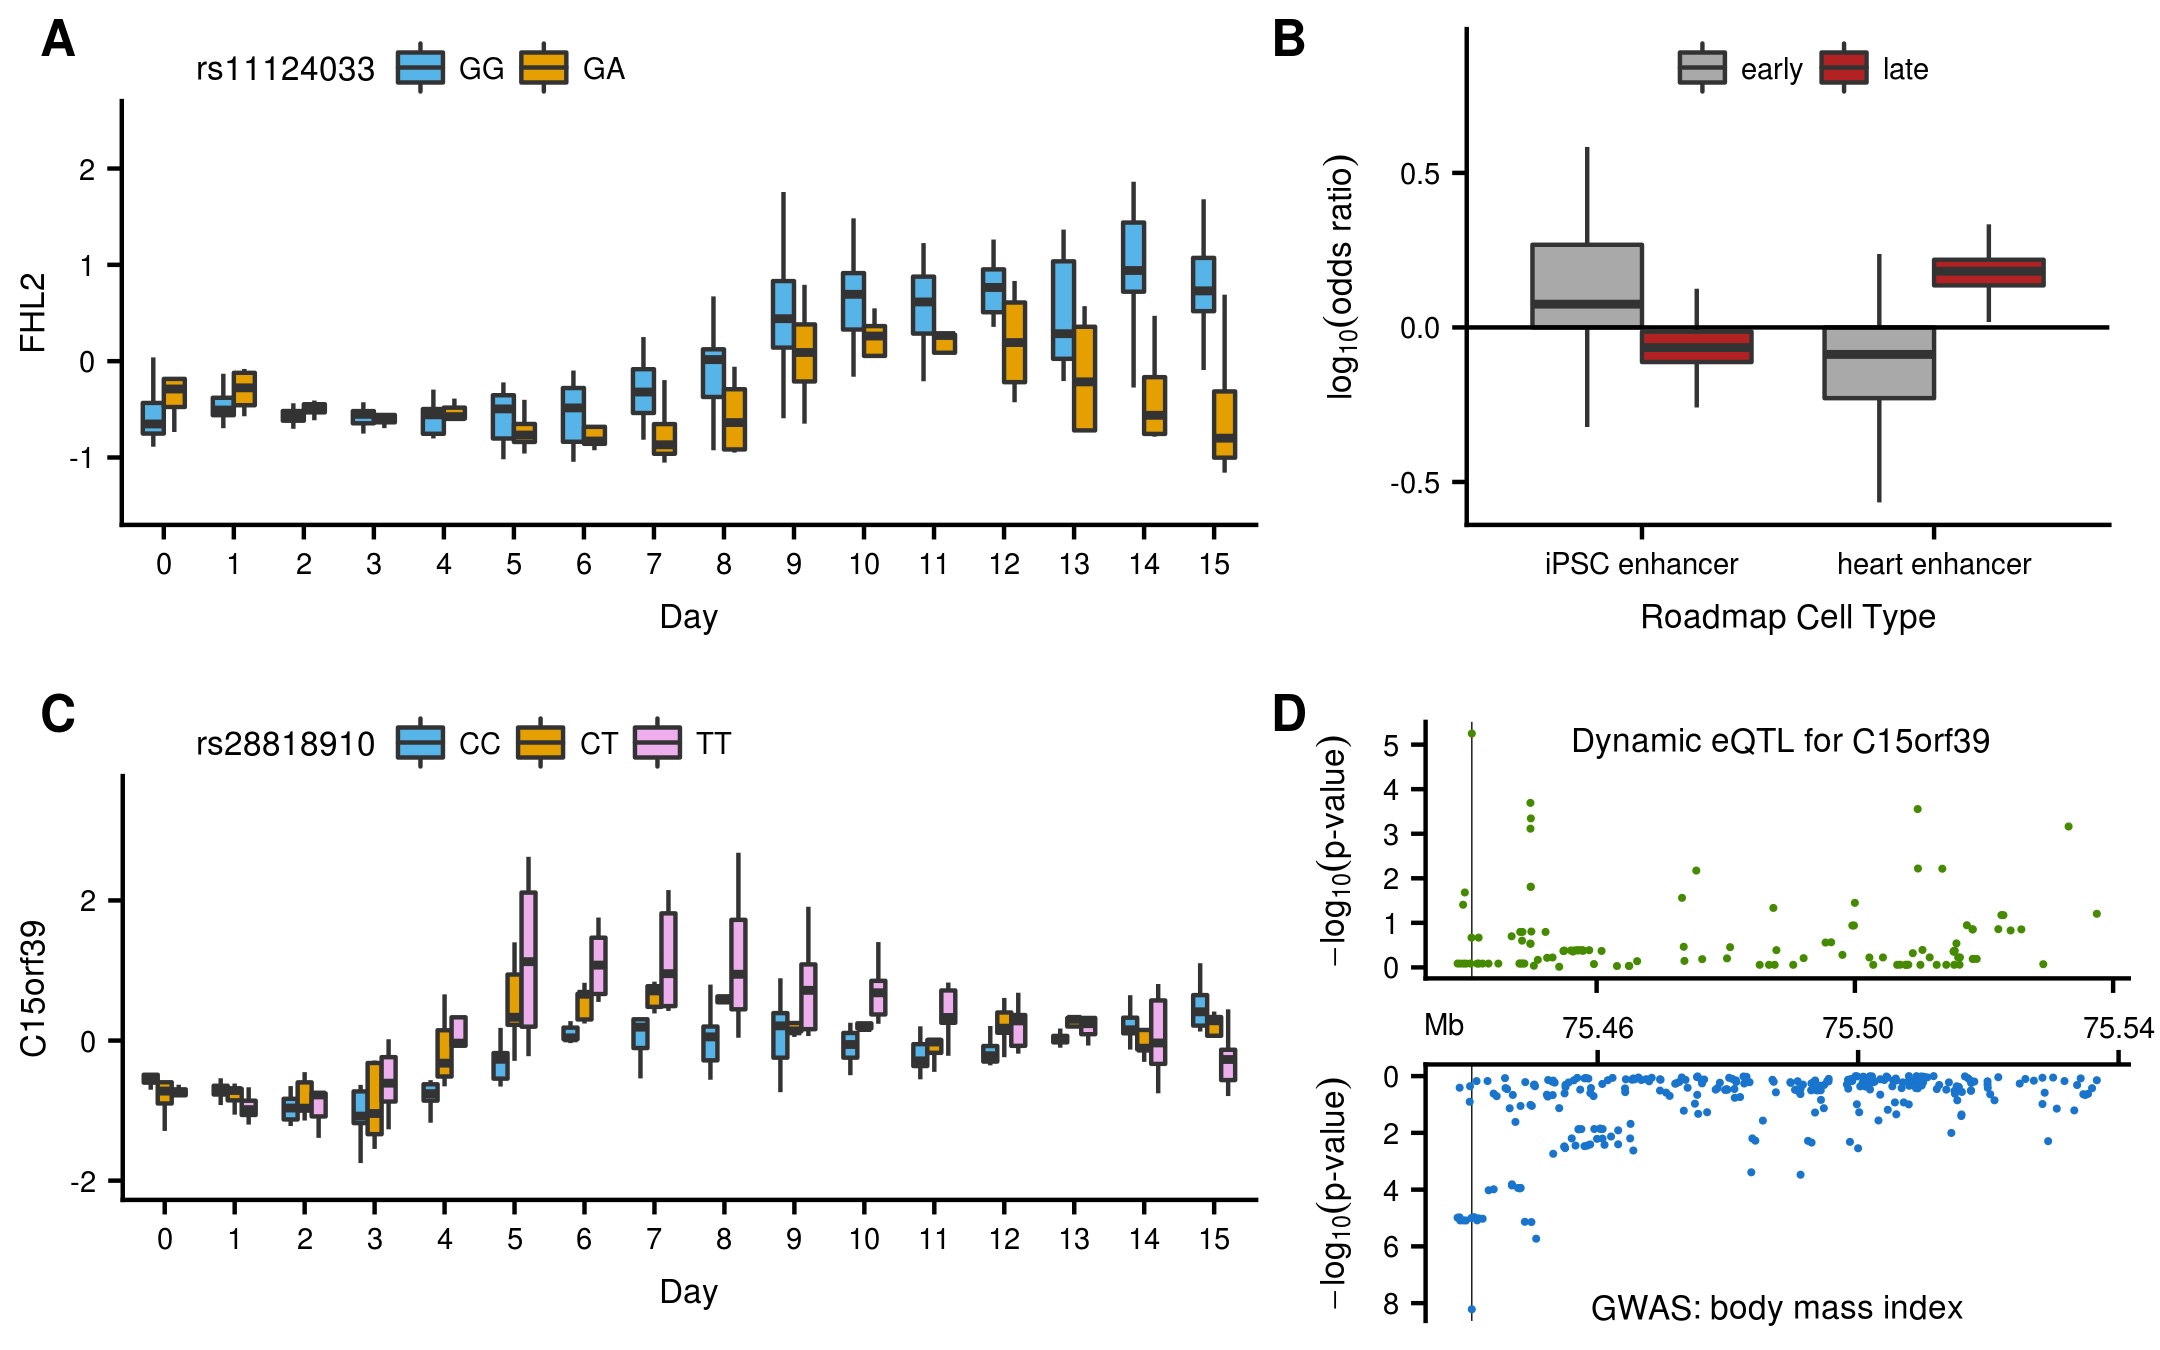 A
rs11124033 GG GA
FHL2
2
1
0
-1
0 1 2 3 4 5 6 7 8 9 10 11 12 13 14 15
Day
B
early late
log10(odds ratio)
0.5
0.0
-0.5
iPSC enhancer heart enhancer
Roadmap Cell Type
C
rs28818910 CC CT TT
C15orf39
2
0
-2
0 1 2 3 4 5 6 7 8 9 10 11 12 13 14 15
Day
D
Dynamic eQTL for C15orf39
−log10(p-value)
5
4
3
2
1
0
Mb 75.46 75.50 75.54
−log10(p-value)
0
2
4
6
8
GWAS: body mass index